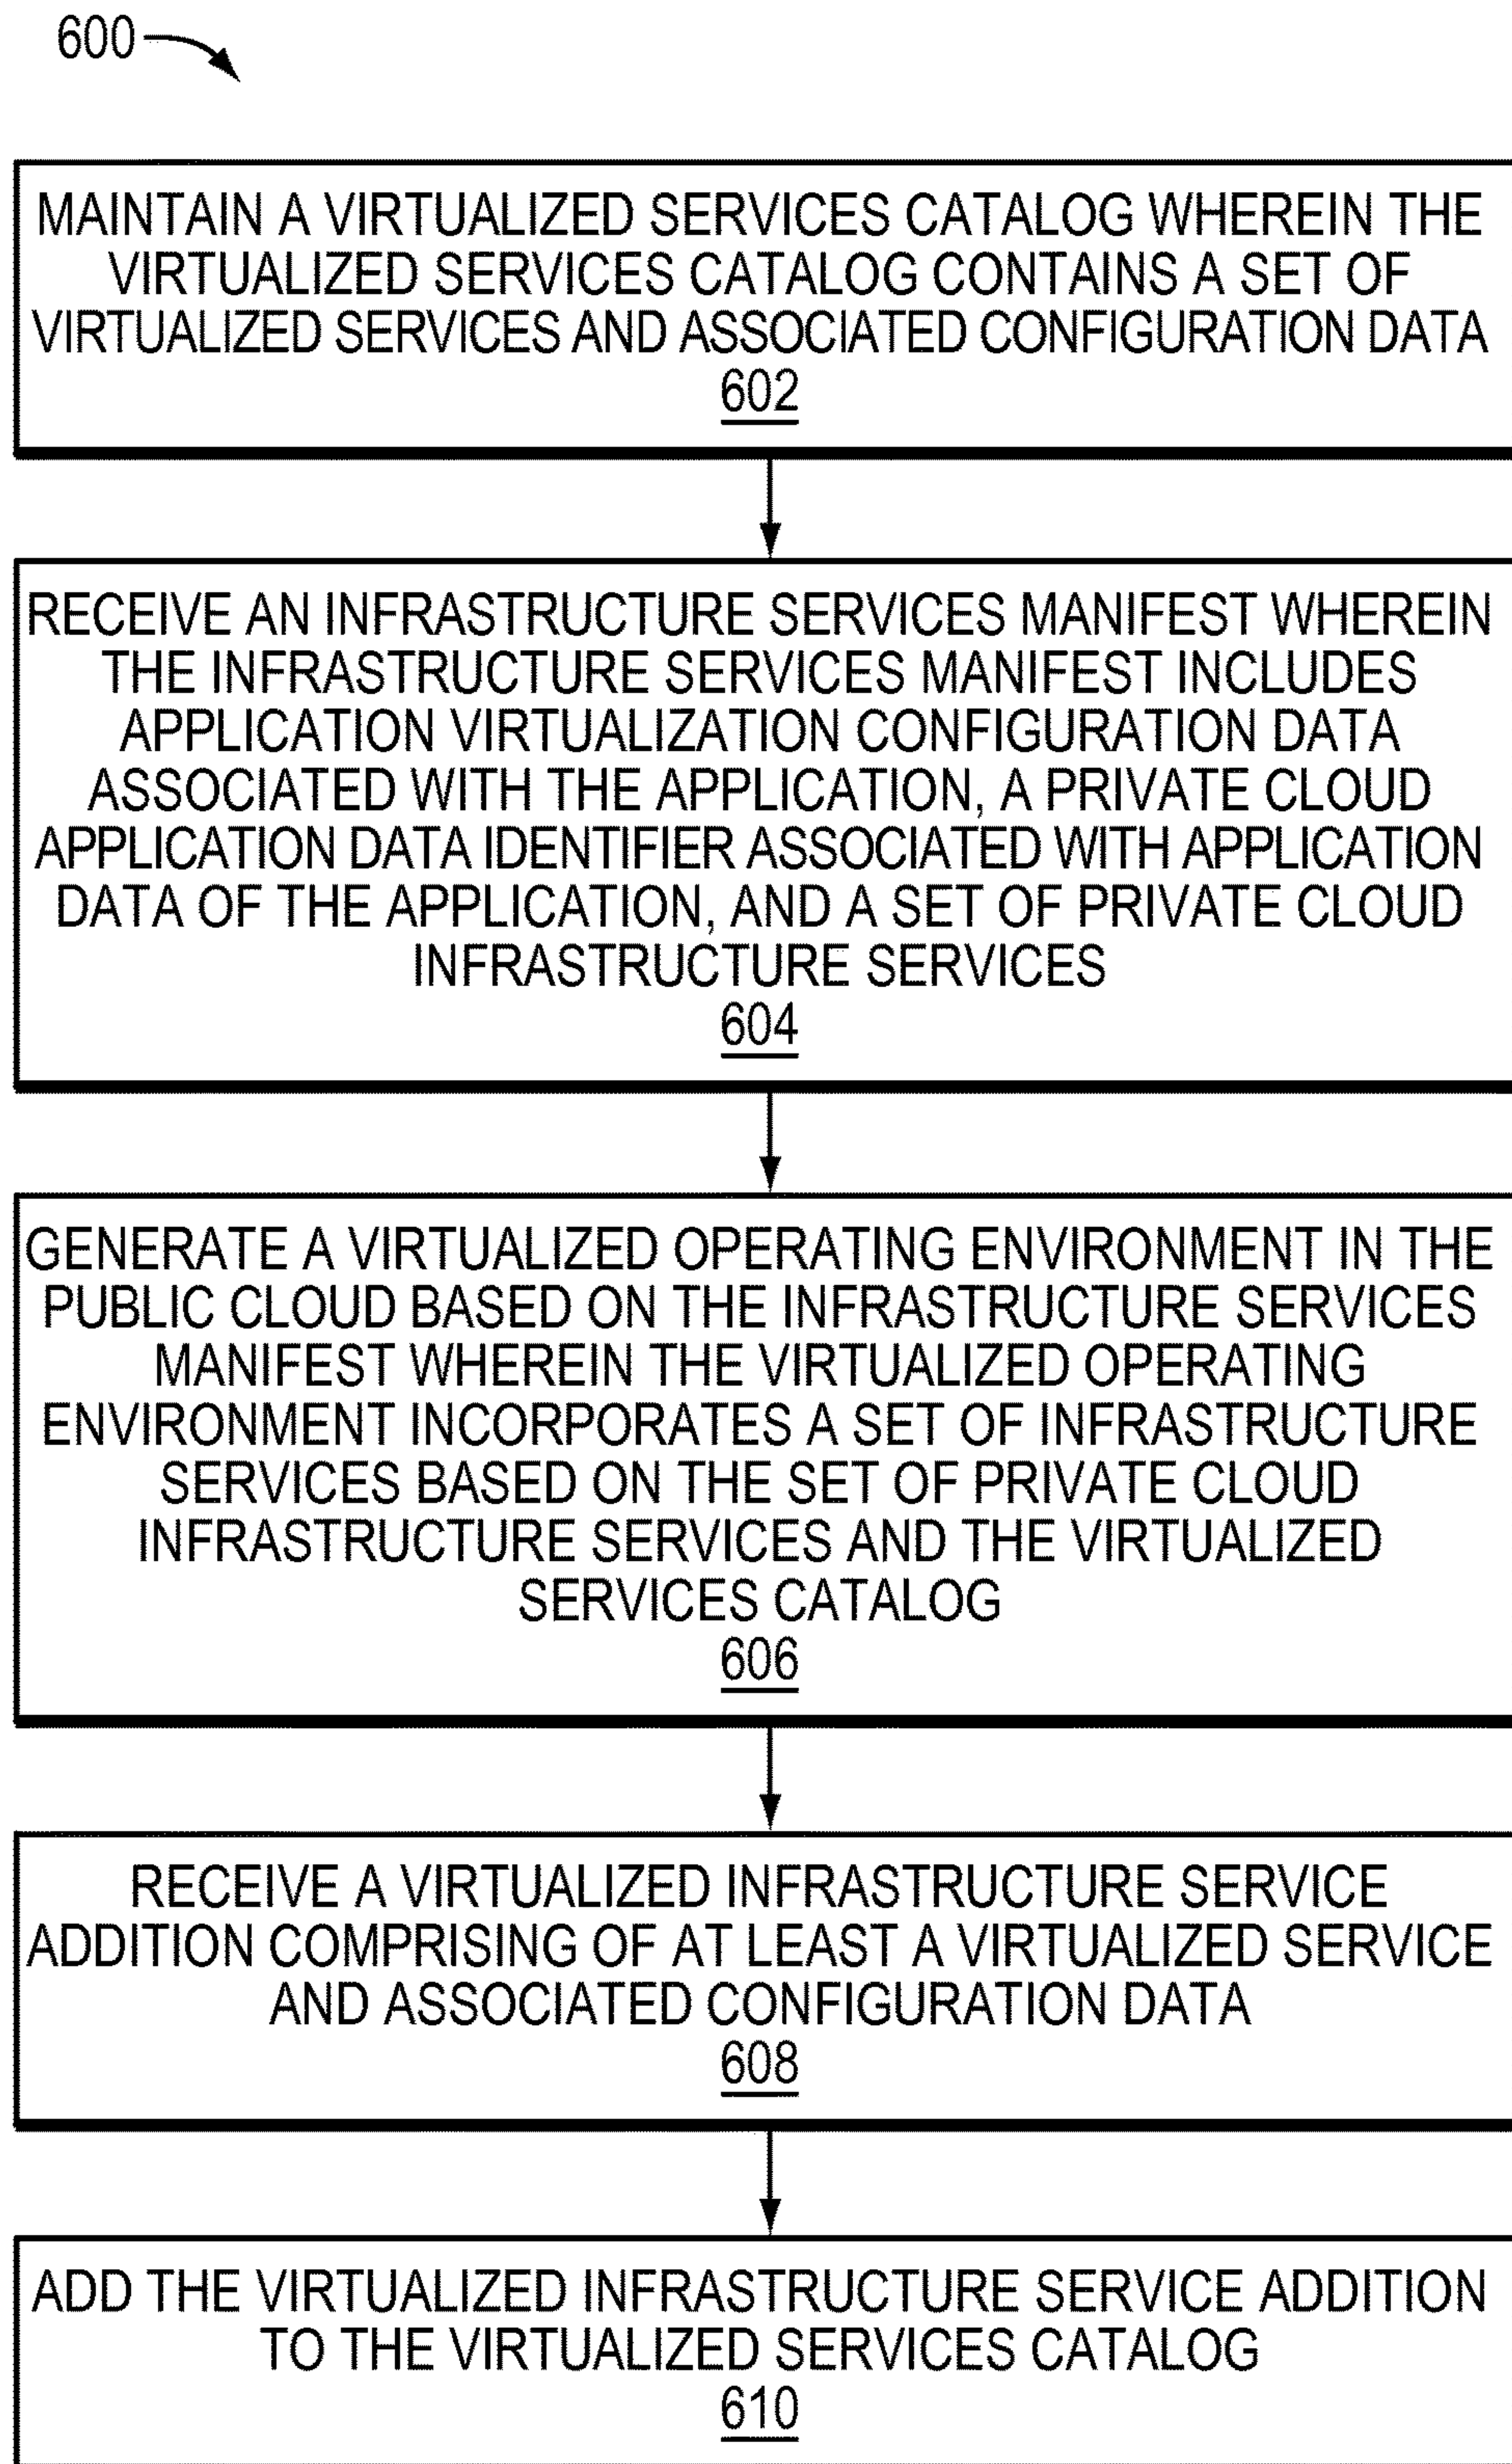 600
MAINTAIN A VIRTUALIZED SERVICES CATALOG WHEREIN THE
VIRTUALIZED SERVICES CATALOG CONTAINS A SET OF
VIRTUALIZED SERVICES AND ASSOCIATED CONFIGURATION DATA
602
RECEIVE AN INFRASTRUCTURE SERVICES MANIFEST WHEREIN
THE INFRASTRUCTURE SERVICES MANIFEST INCLUDES
APPLICATION VIRTUALIZATION CONFIGURATION DATA
ASSOCIATED WITH THE APPLICATION, A PRIVATE CLOUD
APPLICATION DATA IDENTIFIER ASSOCIATED WITH APPLICATION
DATA OF THE APPLICATION, AND A SET OF PRIVATE CLOUD
INFRASTRUCTURE SERVICES
604
GENERATE A VIRTUALIZED OPERATING ENVIRONMENT IN THE
PUBLIC CLOUD BASED ON THE INFRASTRUCTURE SERVICES
MANIFEST WHEREIN THE VIRTUALIZED OPERATING
ENVIRONMENT INCORPORATES A SET OF INFRASTRUCTURE
SERVICES BASED ON THE SET OF PRIVATE CLOUD
INFRASTRUCTURE SERVICES AND THE VIRTUALIZED
SERVICES CATALOG
606
RECEIVE A VIRTUALIZED INFRASTRUCTURE SERVICE
ADDITION COMPRISING OF AT LEAST A VIRTUALIZED SERVICE
AND ASSOCIATED CONFIGURATION DATA
608
ADD THE VIRTUALIZED INFRASTRUCTURE SERVICE ADDITION
TO THE VIRTUALIZED SERVICES CATALOG
610